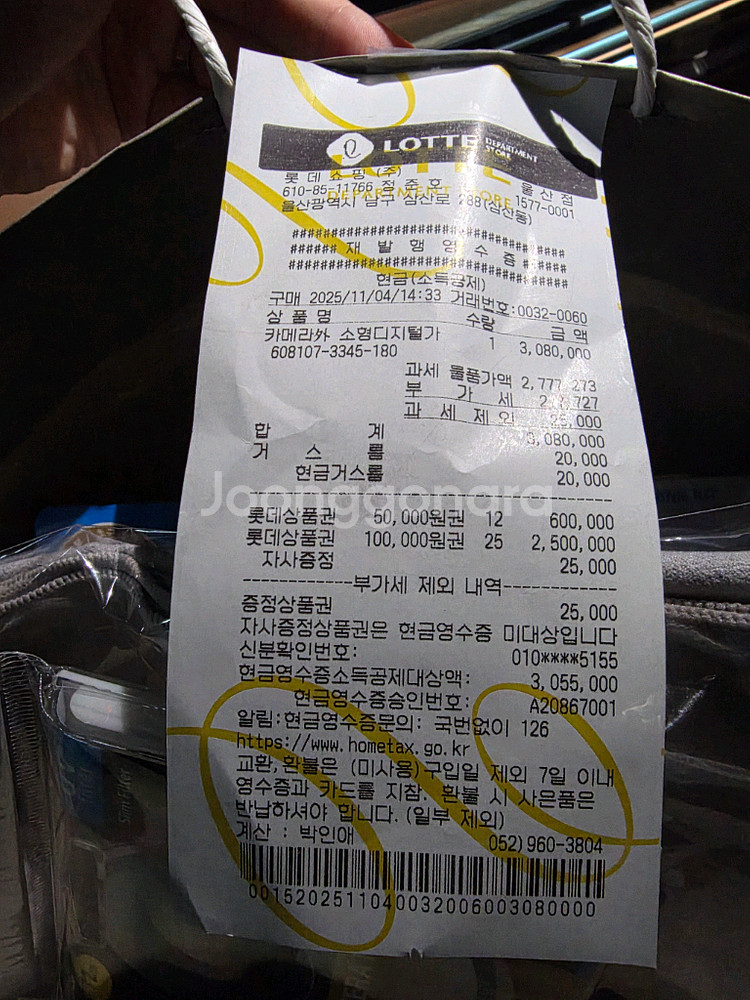 LOTTE DEPARTMENT STORE
롯데쇼핑(주) 울산점
610-85-11766 정준호 1577-0001
울산광역시 남구 삼산로 288(삼산동)
DEPARTMENT STORE
##################################
###### 재 발 행 영 수 증 ######
##################################
현금(소득공제)
구매 2025/11/04/14:33 거래번호:0032-0060
상 품 명 수량 금 액
카메라外 소형디지털가 1 3,080,000
608107-3345-180
과세 물품가액 2,777,273
부 가 세
과 세 제 외 25,000
합 계 3,080,000
거 스 름 20,000
현금거스름 20,000
Joonggonara
롯데상품권 50,000원권 12 600,000
롯데상품권 100,000원권 25 2,500,000
자사증정 25,000
------------부가세 제외 내역------------
증정상품권 25,000
자사증정상품권은 현금영수증 미대상입니다
신분확인번호: 010****5155
현금영수증소득공제대상액: 3,055,000
현금영수증승인번호: A20867001
알림:현금영수증문의: 국번없이 126
https://www.hometax.go.kr
교환,환불은 (미사용)구입일 제외 7일 이내
영수증과 카드를 지참. 환불 시 사은품은
반납하셔야 합니다.(일부 제외)
계산 : 박인애 052)960-3804
0015202511040032006003080000